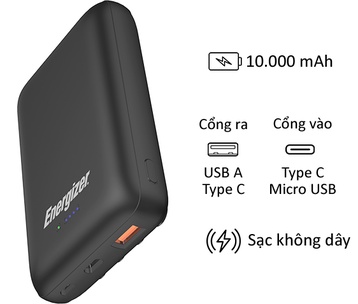 10.000 mAh
Cổng ra
Cổng vào
USB A
Type C
Type C
Micro USB
Energizer
Sạc không dây